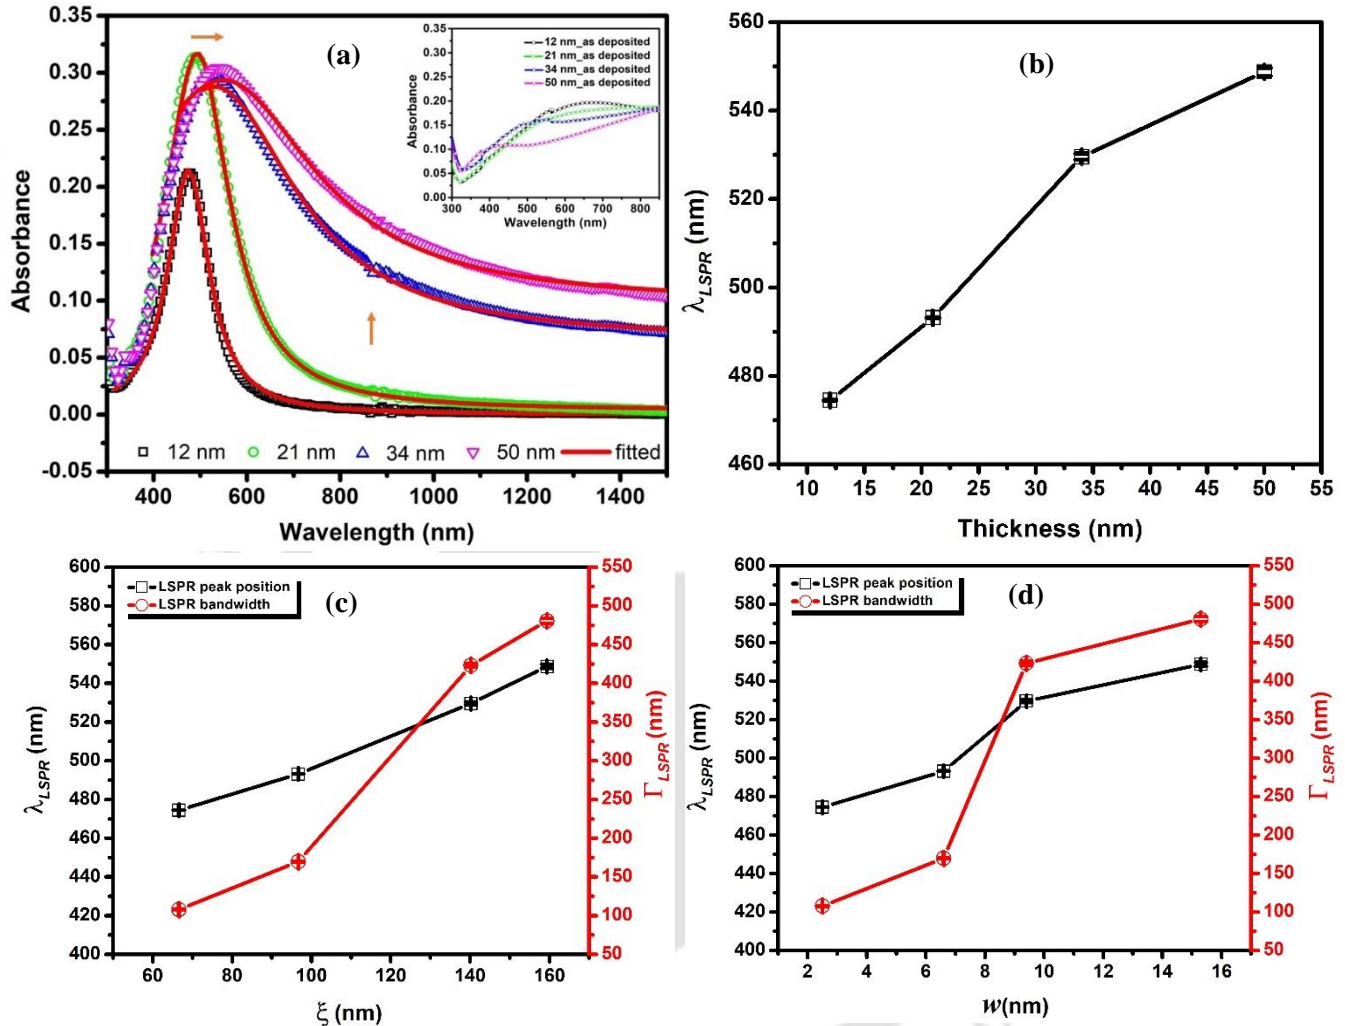 (a)
0.35
0.30
0.25
0.20
0.15
0.10
0.05
0.00
-0.05
Absorbance
400 600 800 1000 1200 1400
Wavelength (nm)
12 nm 21 nm 34 nm 50 nm fitted
0.35
0.30
0.25
0.20
0.15
0.10
0.05
0.00
Absorbance
12 nm_as deposited
21 nm_as deposited
34 nm_as deposited
50 nm_as deposited
300 400 500 600 700 800
Wavelength (nm)
(b)
560
540
520
500
480
460
λLSPR (nm)
10 15 20 25 30 35 40 45 50 55
Thickness (nm)
(c)
LSPR peak position
LSPR bandwidth
600
580
560
540
520
500
480
460
440
420
400
λLSPR (nm)
550
500
450
400
350
300
250
200
150
100
50
ΓLSPR (nm)
60 80 100 120 140 160
ξ (nm)
(d)
LSPR peak position
LSPR bandwidth
600
580
560
540
520
500
480
460
440
420
400
λLSPR (nm)
550
500
450
400
350
300
250
200
150
100
50
ΓLSPR (nm)
2 4 6 8 10 12 14 16
w(nm)